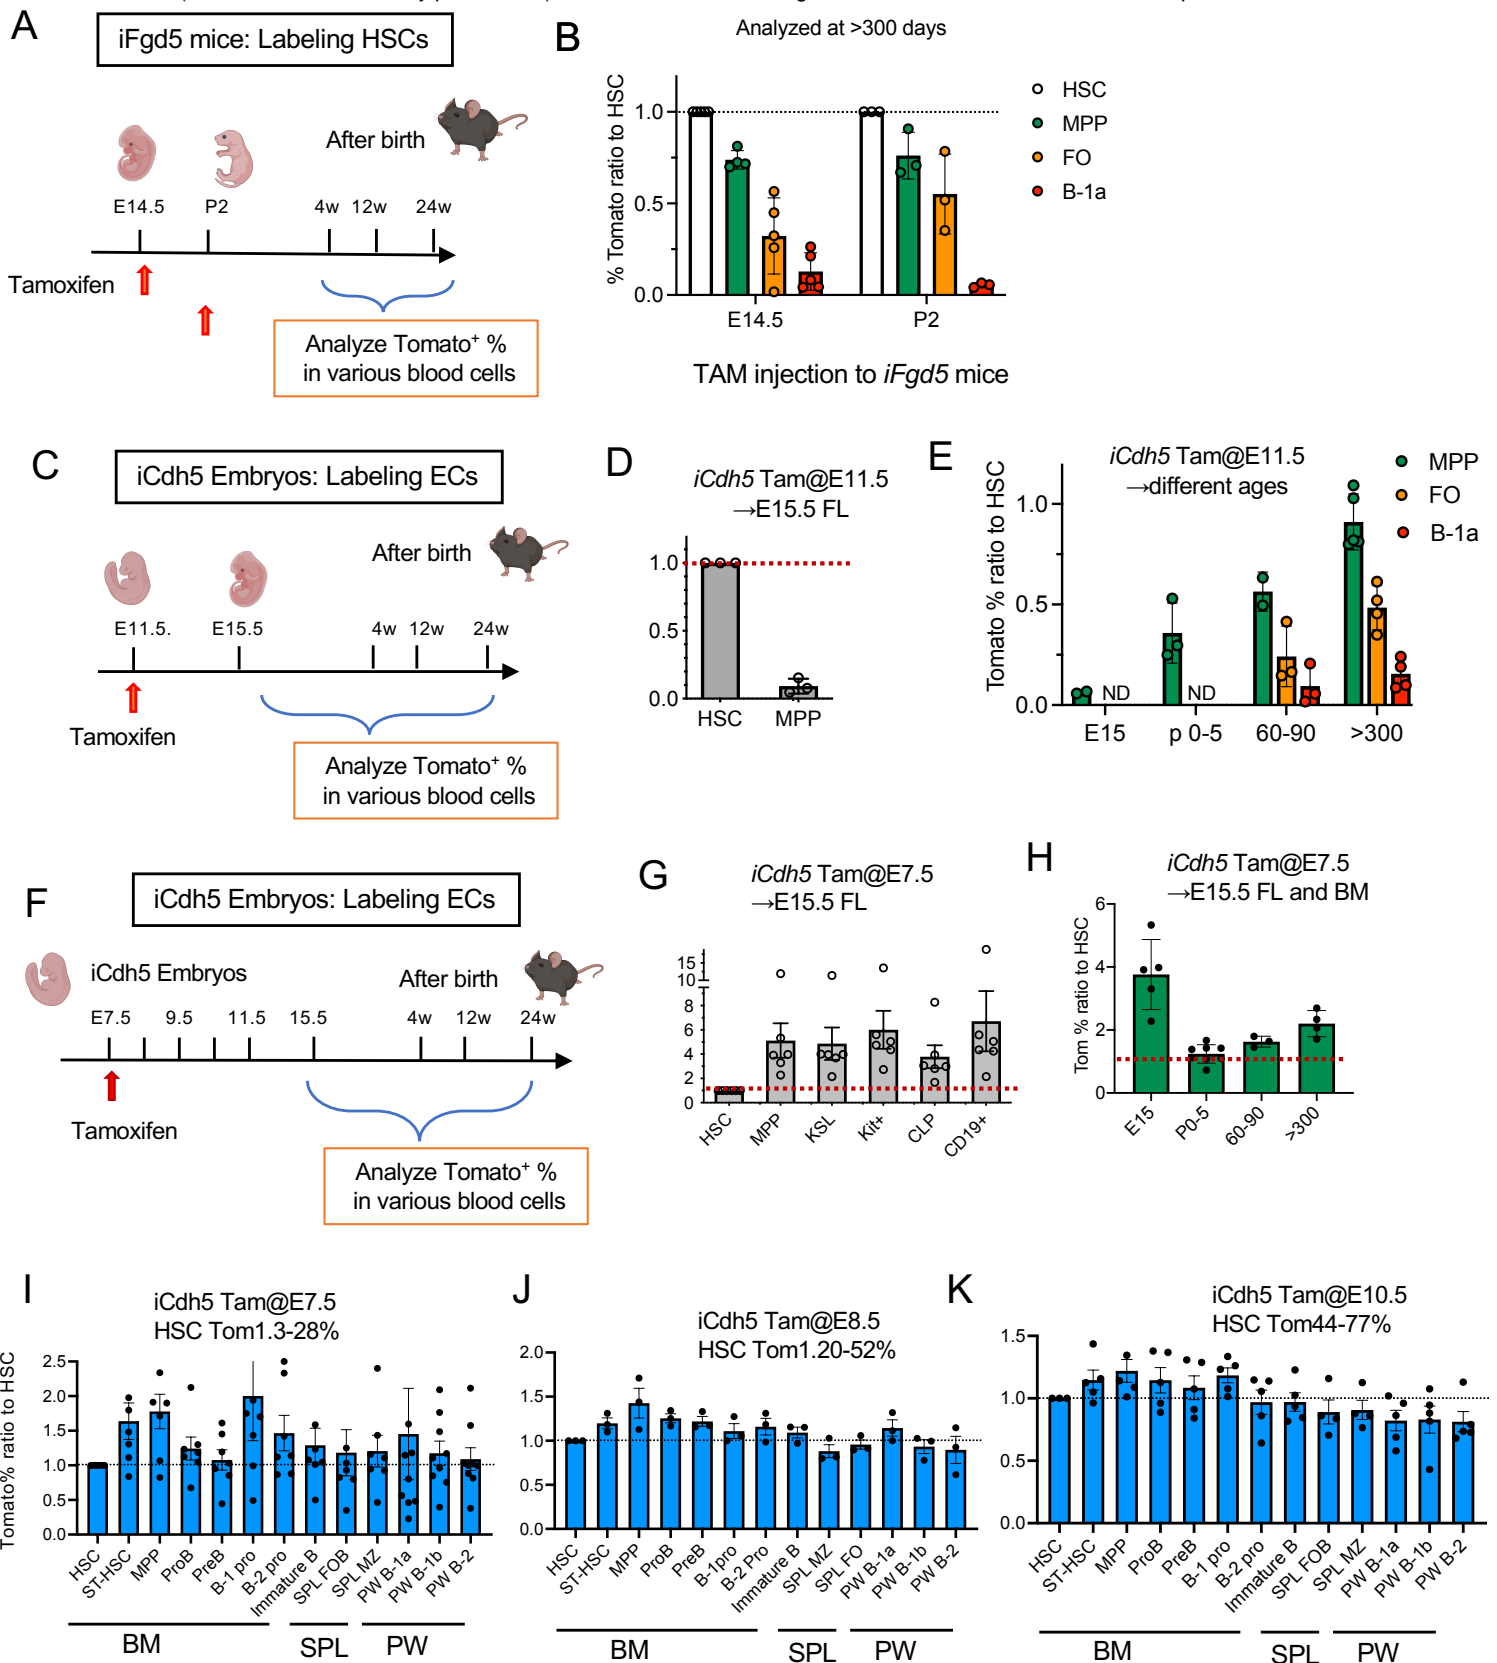 A
iFgd5 mice: Labeling HSCs
After birth
E14.5
P2
4w
12w
24w
Tamoxifen
Analyze Tomato+ %
in various blood cells
B
Analyzed at >300 days
% Tomato ratio to HSC
1.0
0.5
0.0
E14.5
P2
HSC
MPP
FO
B-1a
TAM injection to iFgd5 mice
C
iCdh5 Embryos: Labeling ECs
After birth
E11.5.
E15.5
4w
12w
24w
Tamoxifen
Analyze Tomato+ %
in various blood cells
D
iCdh5 Tam@E11.5
→E15.5 FL
1.0
0.5
0.0
HSC
MPP
E
iCdh5 Tam@E11.5
→different ages
Tomato % ratio to HSC
1.0
0.5
0.0
ND
ND
E15
p 0-5
60-90
>300
MPP
FO
B-1a
F
iCdh5 Embryos: Labeling ECs
iCdh5 Embryos
After birth
E7.5
9.5
11.5
15.5
4w
12w
24w
Tamoxifen
Analyze Tomato+ %
in various blood cells
G
iCdh5 Tam@E7.5
→E15.5 FL
15
10
8
6
4
2
0
HSC
MPP
KSL
Kit+
CLP
CD19+
H
iCdh5 Tam@E7.5
→E15.5 FL and BM
Tom % ratio to HSC
6
4
2
0
E15
P0-5
60-90
>300
I
iCdh5 Tam@E7.5
HSC Tom1.3-28%
Tomato% ratio to HSC
2.5
2.0
1.5
1.0
0.5
0.0
HSC
ST-HSC
MPP
ProB
PreB
B-1 pro
B-2 pro
Immature B
SPL FOB
SPL MZ
PW B-1a
PW B-1b
PW B-2
BM
SPL
PW
J
iCdh5 Tam@E8.5
HSC Tom1.20-52%
2.0
1.5
1.0
0.5
0.0
HSC
ST-HSC
MPP
ProB
PreB
B-1pro
B-2 Pro
Immature B
SPL MZ
SPL FO
PW B-1a
PW B-1b
PW B-2
BM
SPL
PW
K
iCdh5 Tam@E10.5
HSC Tom44-77%
1.5
1.0
0.5
0.0
HSC
ST-HSC
MPP
ProB
PreB
B-1 pro
B-2 pro
Immature B
SPL FOB
SPL MZ
PW B-1a
PW B-1b
PW B-2
BM
SPL
PW